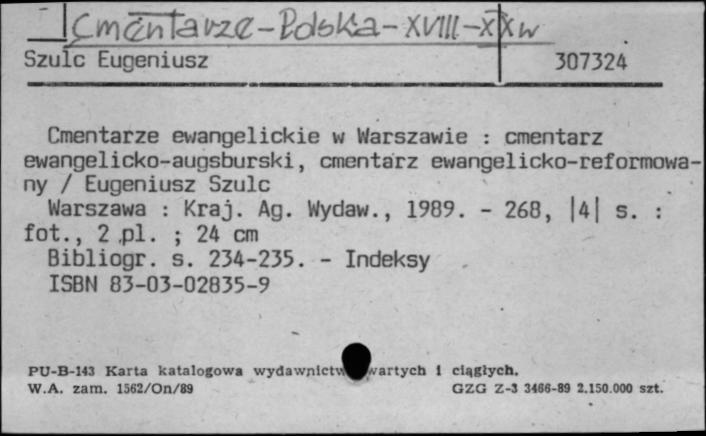 Cmentarze-Polska-XVIII-XXw
Szulc Eugeniusz 307324
Cmentarze ewangelickie w Warszawie : cmentarz
ewangelicko-augsburski, cmentarz ewangelicko-reformowa-
ny / Eugeniusz Szulc
Warszawa : Kraj. Ag. Wydaw., 1989. - 268, |4| s. :
fot., 2 pl. ; 24 cm
Bibliogr. s. 234-235. - Indeksy
ISBN 83-03-02835-9
PU-B-143 Karta katalogowa wydawnictw wartych i ciągłych.
W.A. zam. 1562/On/89 GZG Z-3 3466-89 2.150.000 szt.